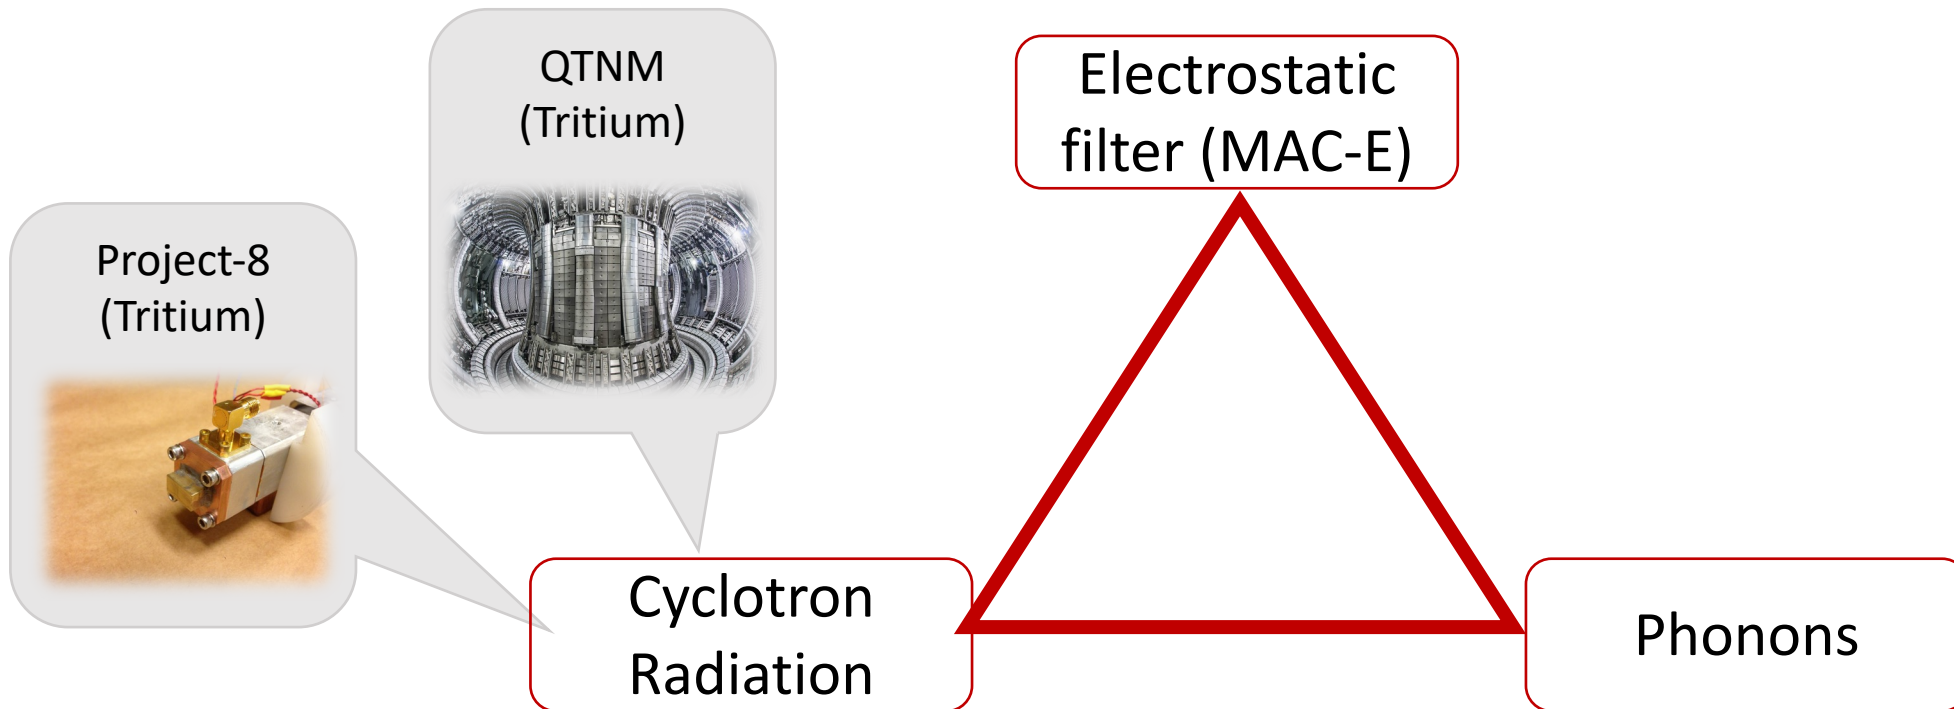 QTNM
(Tritium)
Project-8
(Tritium)
Electrostatic
filter (MAC-E)
Cyclotron
Radiation
Phonons